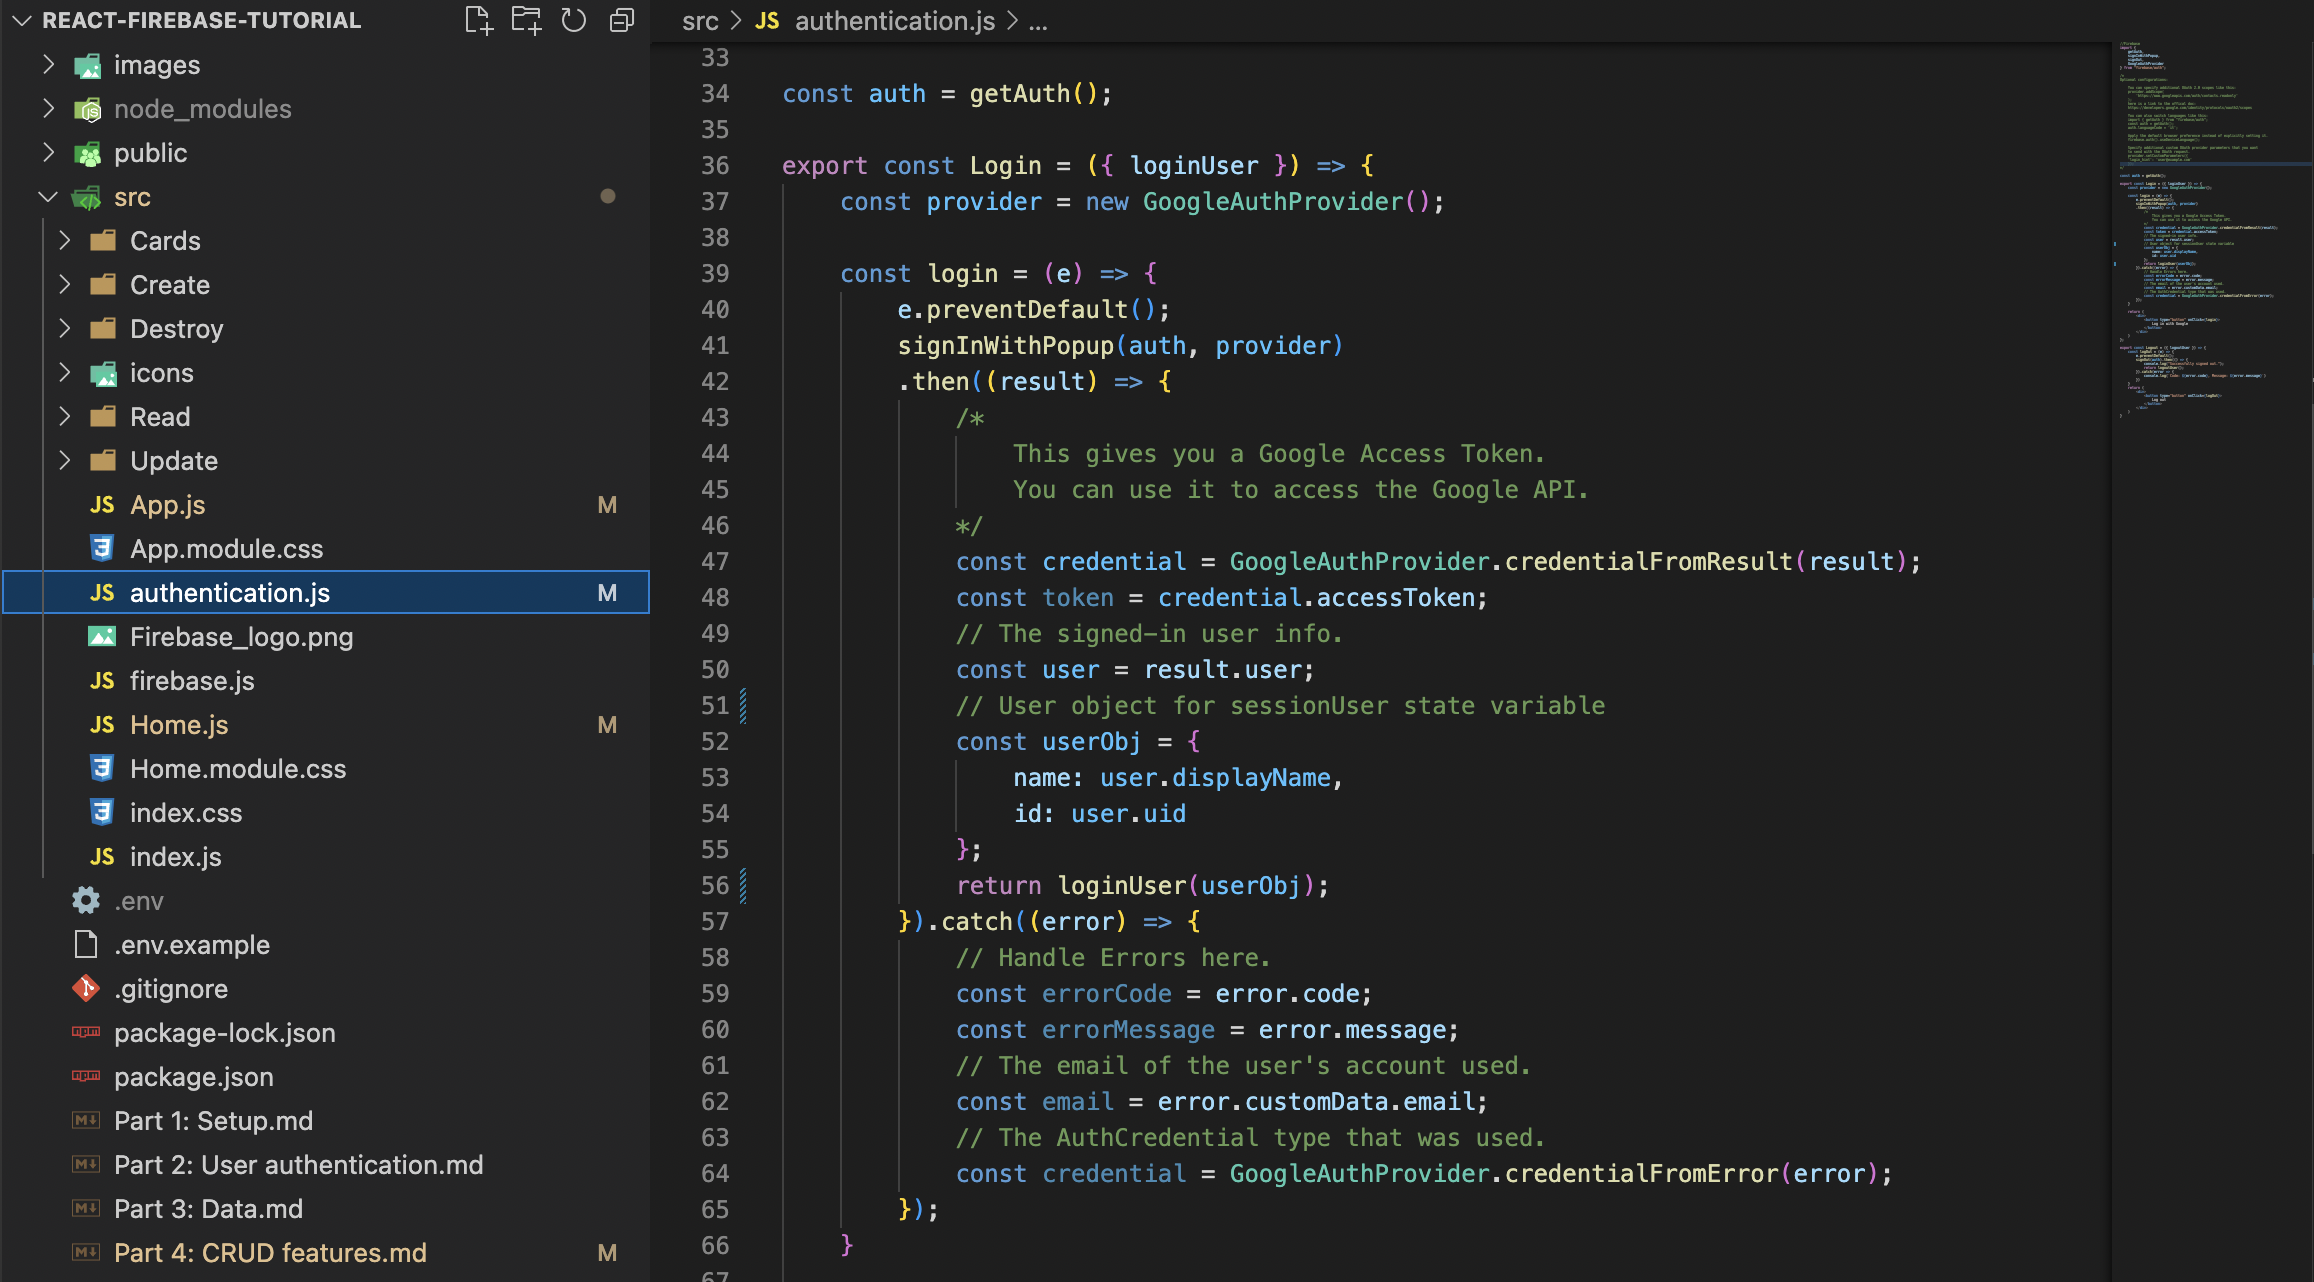 REACT-FIREBASE-TUTORIAL
images
node_modules
public
src
Cards
Create
Destroy
icons
Read
Update
JS App.js M
App.module.css
JS authentication.js M
Firebase_logo.png
JS firebase.js
JS Home.js M
Home.module.css
index.css
JS index.js
.env
.env.example
.gitignore
package-lock.json
package.json
Part 1: Setup.md
Part 2: User authentication.md
Part 3: Data.md
Part 4: CRUD features.md M
src > JS authentication.js > ...
33
34 const auth = getAuth();
35
36 export const Login = ({ loginUser }) => {
37 const provider = new GoogleAuthProvider();
38
39 const login = (e) => {
40 e.preventDefault();
41 signInWithPopup(auth, provider)
42 .then((result) => {
43 /*
44 This gives you a Google Access Token.
45 You can use it to access the Google API.
46 */
47 const credential = GoogleAuthProvider.credentialFromResult(result);
48 const token = credential.accessToken;
49 // The signed-in user info.
50 const user = result.user;
51 // User object for sessionUser state variable
52 const userObj = {
53 name: user.displayName,
54 id: user.uid
55 };
56 return loginUser(userObj);
57 }).catch((error) => {
58 // Handle Errors here.
59 const errorCode = error.code;
60 const errorMessage = error.message;
61 // The email of the user's account used.
62 const email = error.customData.email;
63 // The AuthCredential type that was used.
64 const credential = GoogleAuthProvider.credentialFromError(error);
65 });
66 }
67